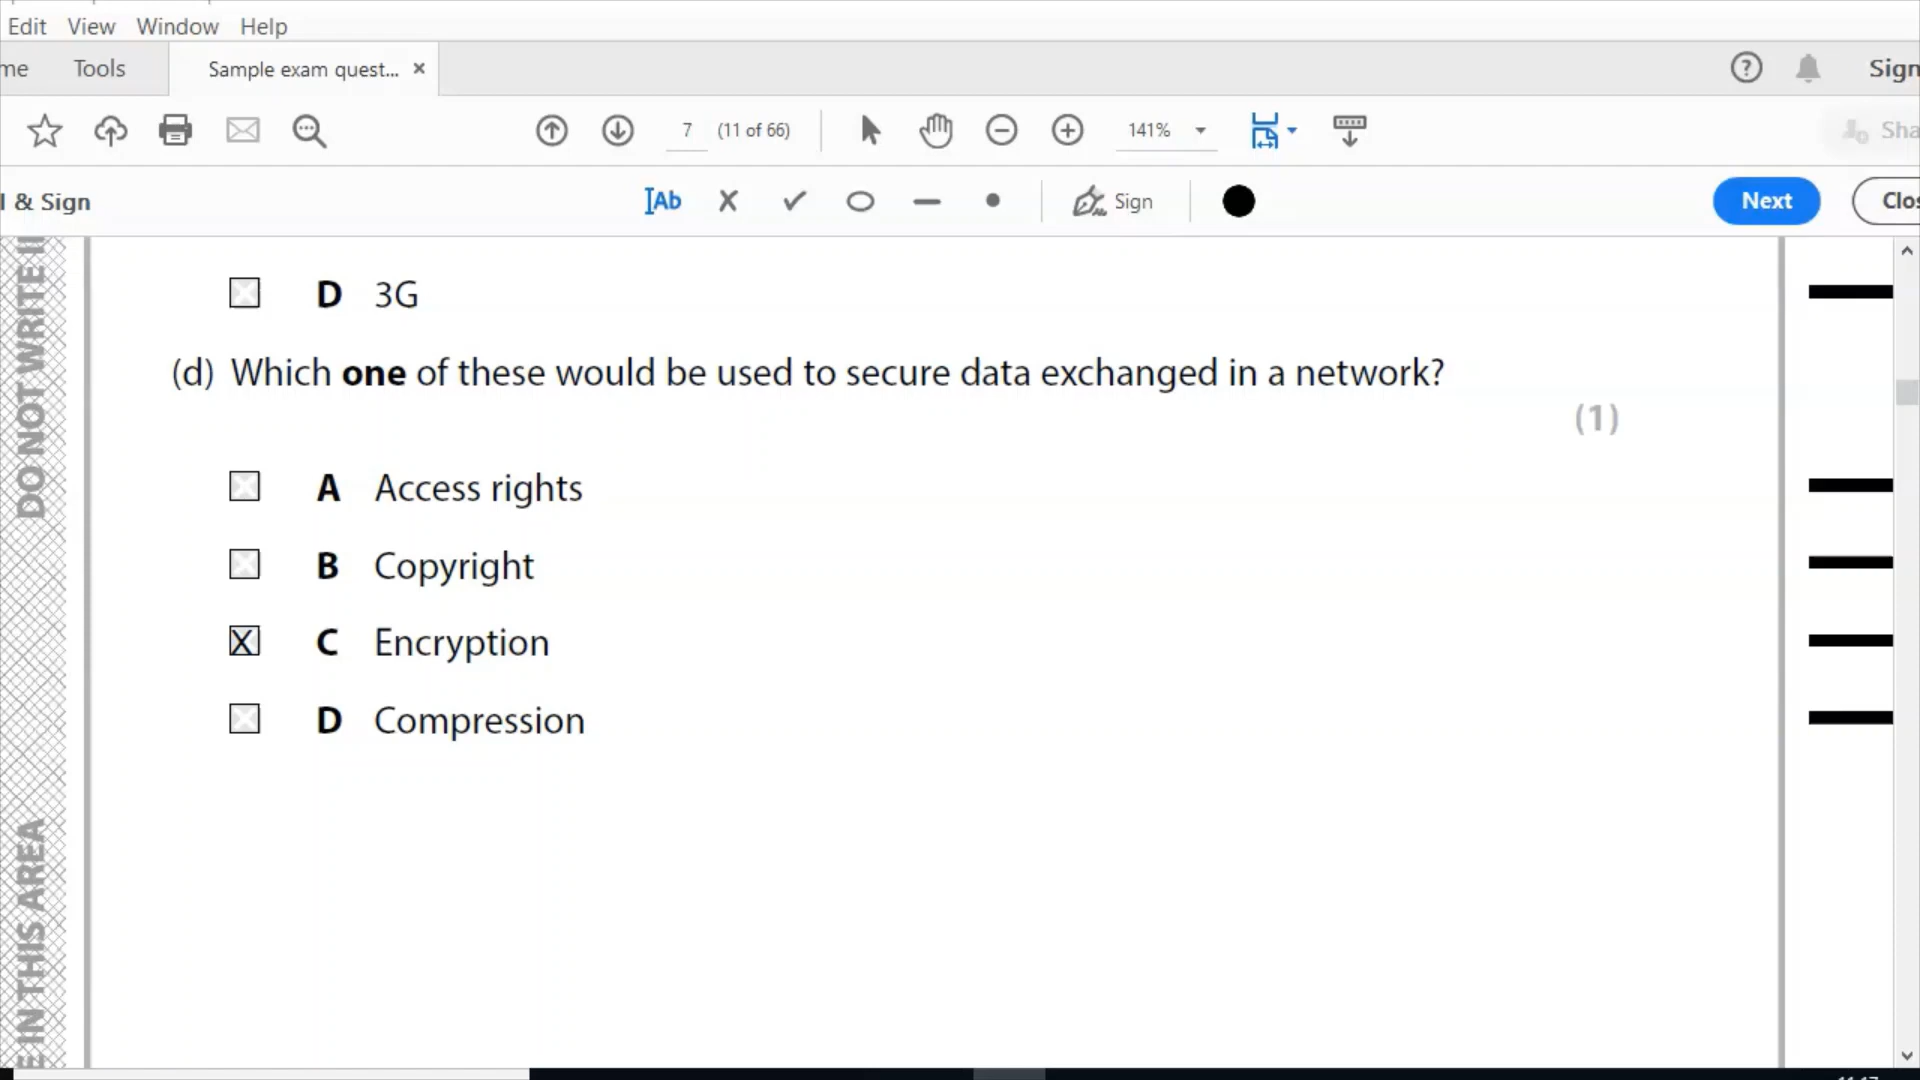 Edit View Window Help
me Tools Sample exam quest... × Sign
7 (11 of 66) 141% Sha
l & Sign Ab Sign Next Clos
D 3G
(d) Which one of these would be used to secure data exchanged in a network?
(1)
A Access rights
B Copyright
X C Encryption
D Compression
DO NOT WRITE I
E IN THIS AREA